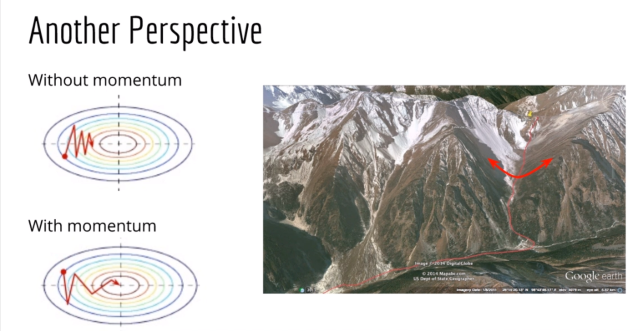 Another Perspective
Without momentum
With momentum
Image © 2014 DigitalGlobe
© 2014 Mapabc.com
US Dept of State Geographer
Google earth